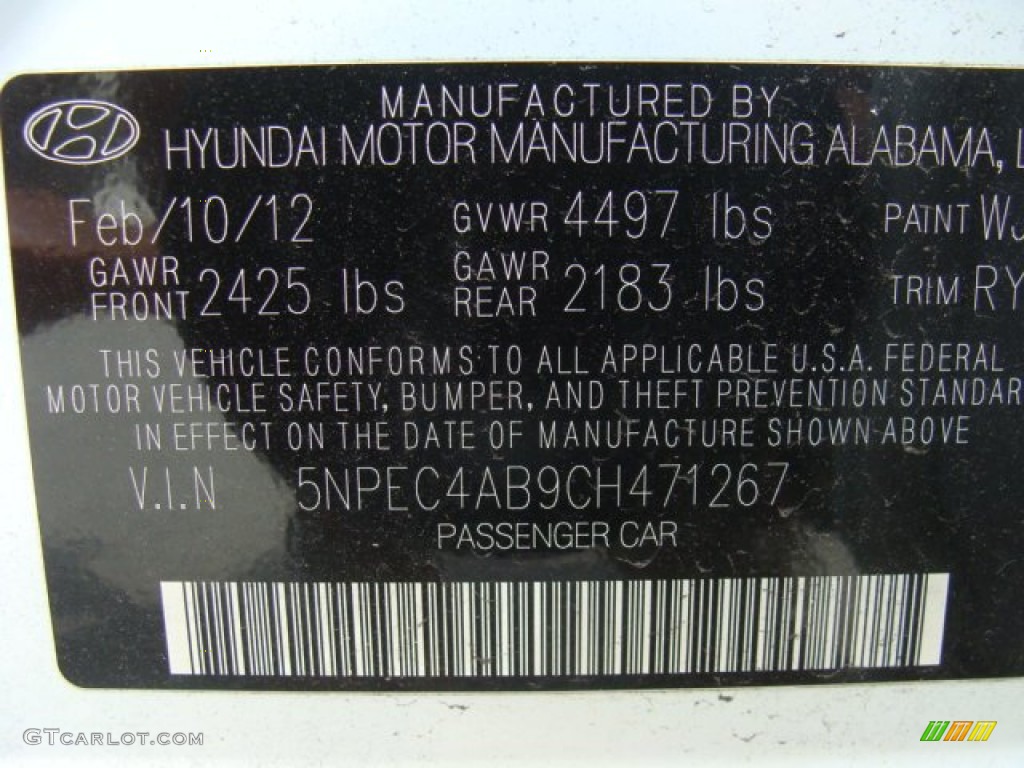 MANUFACTURED BY
HYUNDAI MOTOR MANUFACTURING ALABAMA,
Feb/10/12 GVWR 4497 lbs PAINT WJ
GAWR FRONT 2425 lbs GAWR REAR 2183 lbs TRIM RY
THIS VEHICLE CONFORMS TO ALL APPLICABLE U.S.A. FEDERAL
MOTOR VEHICLE SAFETY, BUMPER, AND THEFT PREVENTION STANDAR
IN EFFECT ON THE DATE OF MANUFACTURE SHOWN ABOVE
V.I.N 5NPEC4AB9CH471267
PASSENGER CAR
GTCARLOT.COM